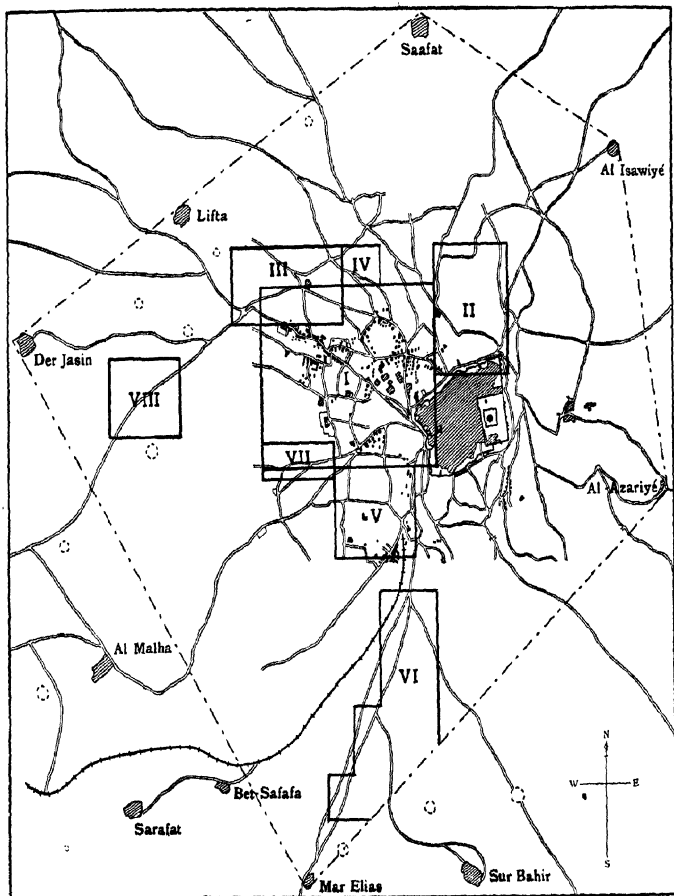 Saafat
Al Isawiyé
Lifta
III
IV
II
Der Jasin
I
VIII
VII
Al-Azariyé
V
Al Malha
VI
N
W
E
S
Bet-Safafa
Sarafat
Sur Bahir
Mar Elias